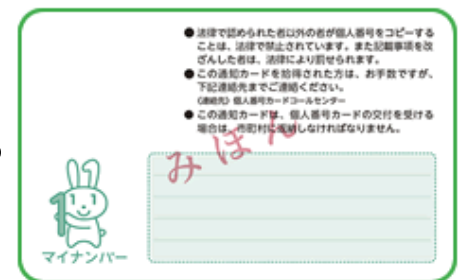 ●法律で認められた者以外の者が個人番号をコピーする
ことは、法律で禁止されています。また記載事項を改
ざんした者は、法律により罰せられます。
●この通知カードを拾得された方は、お手数ですが、
下記連絡先までご連絡ください。
《連絡先》個人番号カードコールセンター
●この通知カードは、個人番号カードの交付を受ける
場合は、市町村に返納しなければなりません。
みほん
1
マイナンバー